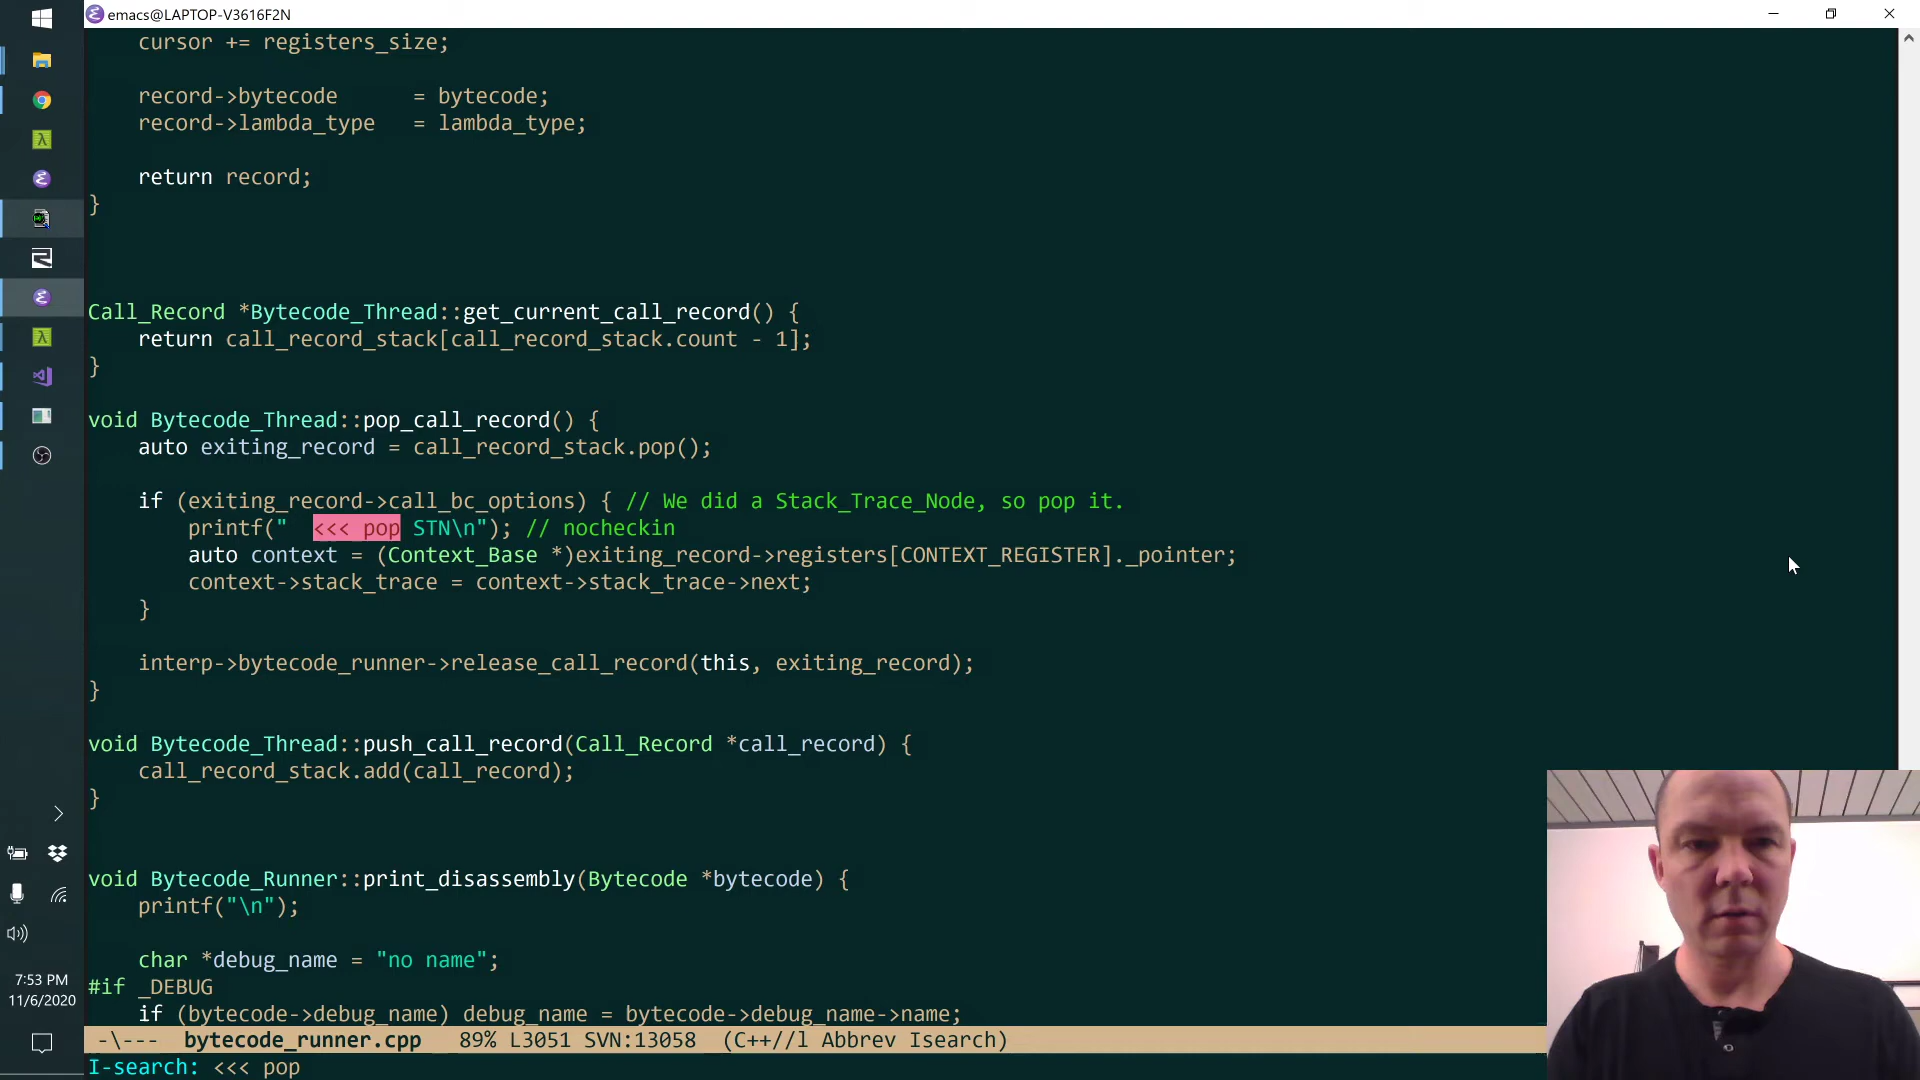 emacs@LAPTOP-V3616F2N
cursor += registers_size;
record->bytecode      = bytecode;
record->lambda_type   = lambda_type;
return record;
}
Call_Record *Bytecode_Thread::get_current_call_record() {
return call_record_stack[call_record_stack.count - 1];
}
void Bytecode_Thread::pop_call_record() {
auto exiting_record = call_record_stack.pop();
if (exiting_record->call_bc_options) { // We did a Stack_Trace_Node, so pop it.
printf("  <<< pop STN\n"); // nocheckin
auto context = (Context_Base *)exiting_record->registers[CONTEXT_REGISTER]._pointer;
context->stack_trace = context->stack_trace->next;
}
interp->bytecode_runner->release_call_record(this, exiting_record);
}
void Bytecode_Thread::push_call_record(Call_Record *call_record) {
call_record_stack.add(call_record);
}
void Bytecode_Runner::print_disassembly(Bytecode *bytecode) {
printf("\n");
char *debug_name = "no name";
#if _DEBUG
if (bytecode->debug_name) debug_name = bytecode->debug_name->name;
-\---  bytecode_runner.cpp   89% L3051 SVN:13058  (C++//l Abbrev Isearch)
I-search: <<< pop
7:53 PM
11/6/2020